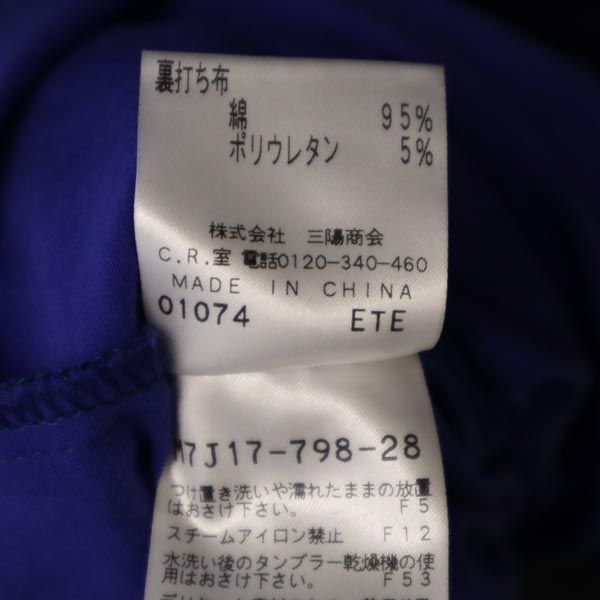 裏打ち布
綿 95%
ポリウレタン 5%
株式会社 三陽商会
C.R.室 電話0120-340-460
MADE IN CHINA
01074 ETE
M7J17-798-28
つけ置き洗いや濡れたままの放置
はおさけ下さい。 F5
スチームアイロン禁止 F12
水洗い後のタンブラー乾燥機の使
用はおさけ下さい。 F53